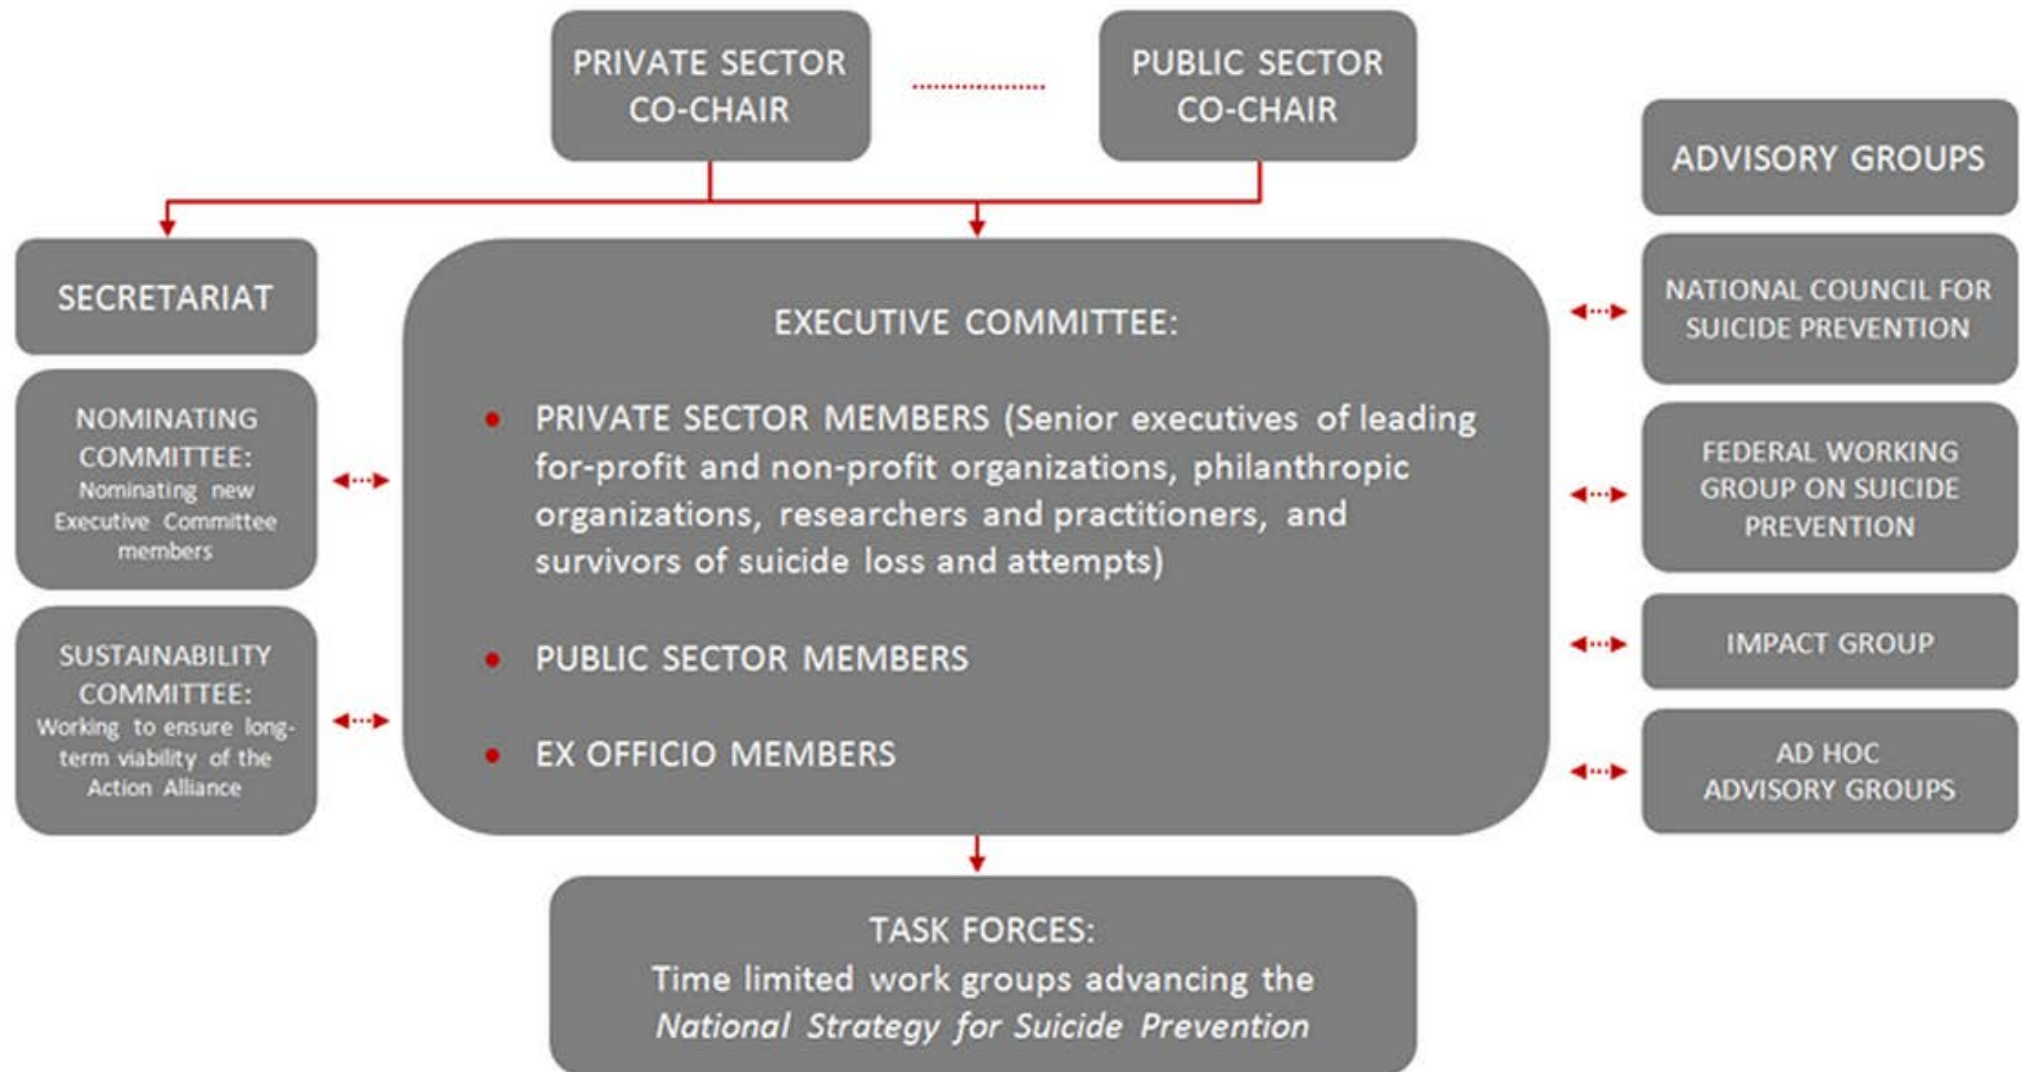 PRIVATE SECTOR
CO-CHAIR
PUBLIC SECTOR
CO-CHAIR
SECRETARIAT
NOMINATING
COMMITTEE:
Nominating new
Executive Committee
members
SUSTAINABILITY
COMMITTEE:
Working to ensure long-
term viability of the
Action Alliance
EXECUTIVE COMMITTEE:
• PRIVATE SECTOR MEMBERS (Senior executives of leading
for-profit and non-profit organizations, philanthropic
organizations, researchers and practitioners, and
survivors of suicide loss and attempts)
• PUBLIC SECTOR MEMBERS
• EX OFFICIO MEMBERS
ADVISORY GROUPS
NATIONAL COUNCIL FOR
SUICIDE PREVENTION
FEDERAL WORKING
GROUP ON SUICIDE
PREVENTION
IMPACT GROUP
AD HOC
ADVISORY GROUPS
TASK FORCES:
Time limited work groups advancing the
National Strategy for Suicide Prevention